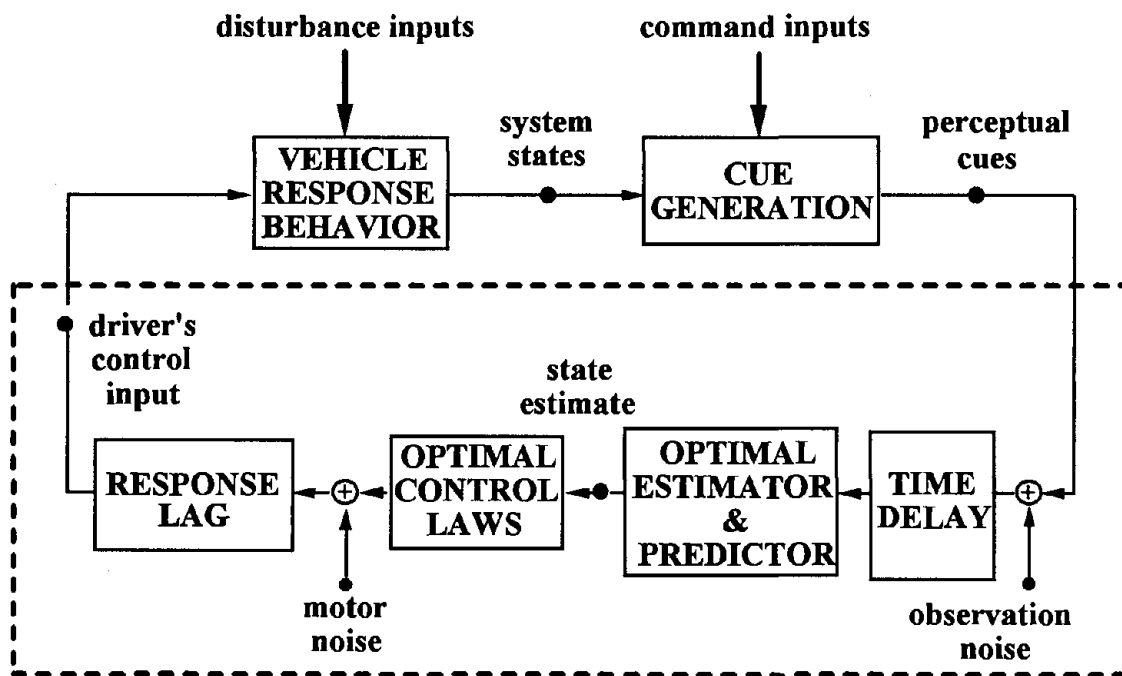 disturbance inputs
command inputs
VEHICLE
RESPONSE
BEHAVIOR
system
states
CUE
GENERATION
perceptual
cues
driver's
control
input
state
estimate
RESPONSE
LAG
OPTIMAL
CONTROL
LAWS
OPTIMAL
ESTIMATOR
&
PREDICTOR
TIME
DELAY
motor
noise
observation
noise